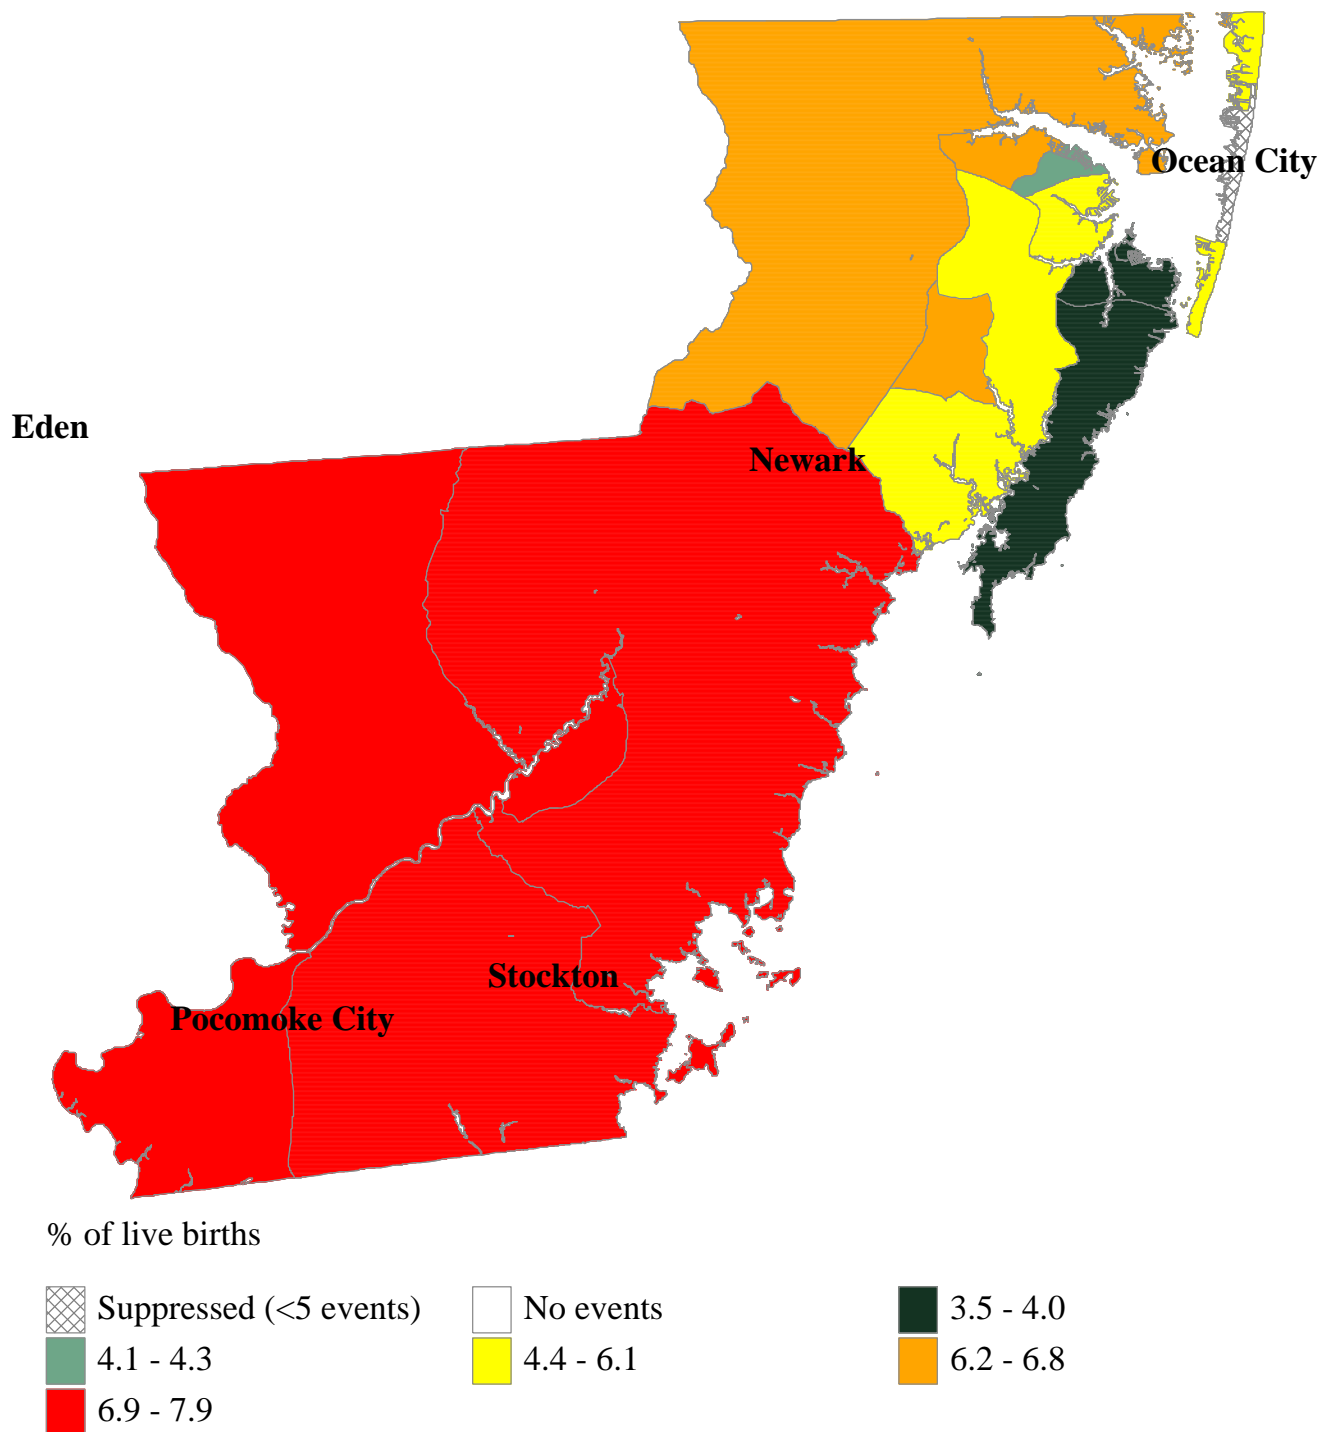 Ocean City
Eden
Newark
Stockton
Pocomoke City
% of live births
Suppressed (<5 events)
No events
3.5 - 4.0
4.1 - 4.3
4.4 - 6.1
6.2 - 6.8
6.9 - 7.9